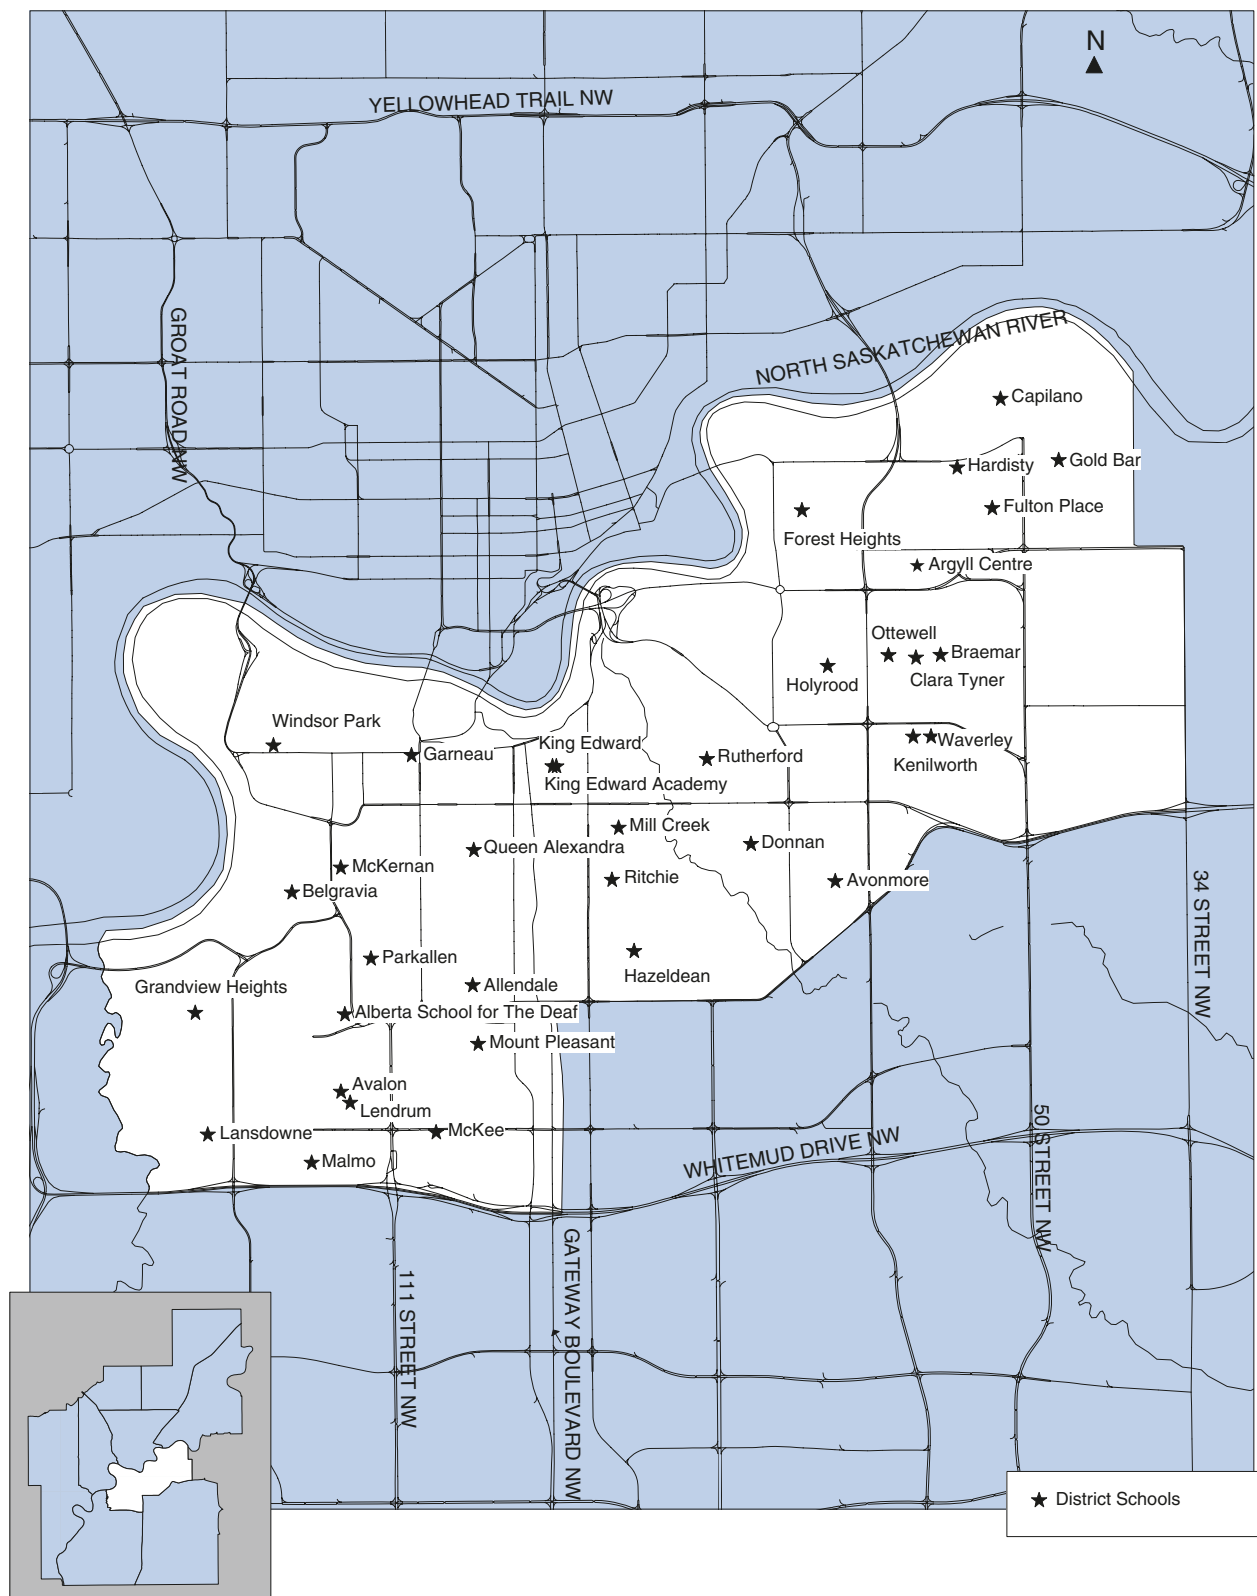 N
YELLOWHEAD TRAIL NW
GROAT ROAD NW
NORTH SASKATCHEWAN RIVER
Capilano
Hardisty
Gold Bar
Fulton Place
Forest Heights
Argyll Centre
Ottewell
Braemar
Clara Tyner
Holyrood
Windsor Park
Garneau
King Edward
King Edward Academy
Rutherford
Waverley
Kenilworth
Mill Creek
Queen Alexandra
Donnan
McKernan
Belgravia
Ritchie
Avonmore
34 STREET NW
Parkallen
Hazeldean
Grandview Heights
Allendale
Alberta School for The Deaf
Mount Pleasant
Avalon
Lendrum
Lansdowne
McKee
Malmo
WHITEMUD DRIVE NW
50 STREET NW
GATEWAY BOULEVARD NW
111 STREET NW
District Schools